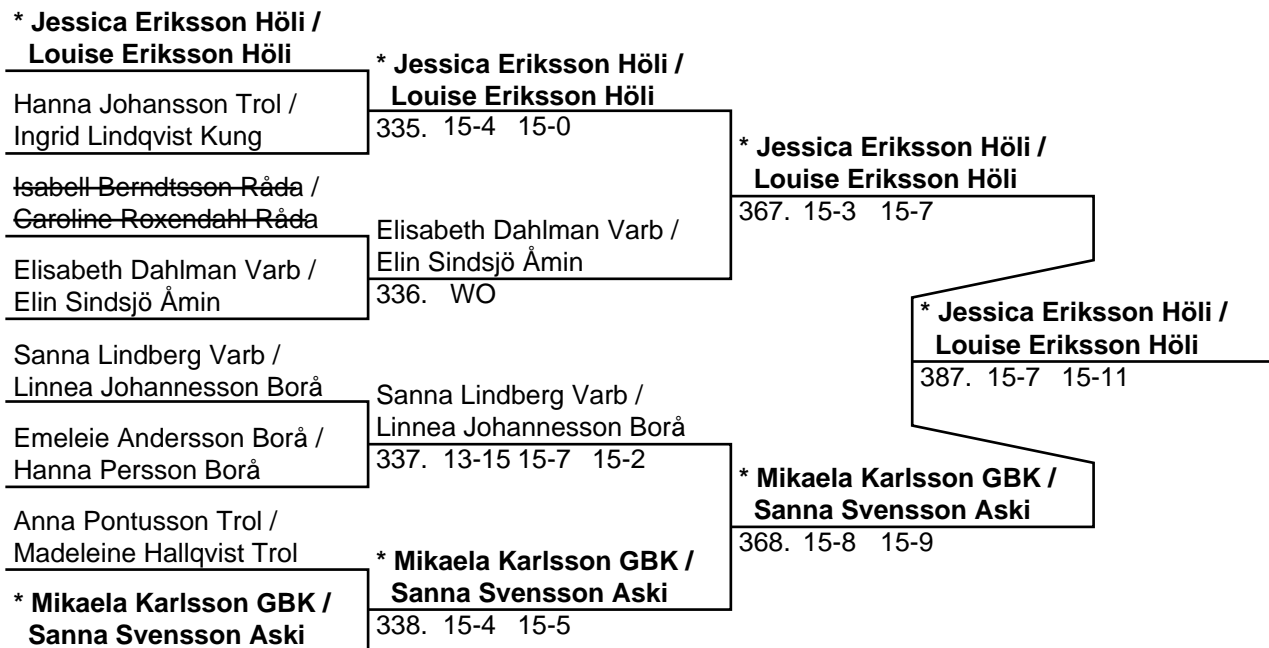 * Jessica Eriksson Höli /
Louise Eriksson Höli
Hanna Johansson Trol /
Ingrid Lindqvist Kung
Isabell Berndtsson Råda /
Caroline Roxendahl Råda
Elisabeth Dahlman Varb /
Elin Sindsjö Åmin
Sanna Lindberg Varb /
Linnea Johannesson Borå
Emeleie Andersson Borå /
Hanna Persson Borå
Anna Pontusson Trol /
Madeleine Hallqvist Trol
* Mikaela Karlsson GBK /
Sanna Svensson Aski
* Jessica Eriksson Höli /
Louise Eriksson Höli
335. 15-4 15-0
Elisabeth Dahlman Varb /
Elin Sindsjö Åmin
336. WO
Sanna Lindberg Varb /
Linnea Johannesson Borå
337. 13-15 15-7 15-2
* Mikaela Karlsson GBK /
Sanna Svensson Aski
338. 15-4 15-5
* Jessica Eriksson Höli /
Louise Eriksson Höli
367. 15-3 15-7
* Mikaela Karlsson GBK /
Sanna Svensson Aski
368. 15-8 15-9
* Jessica Eriksson Höli /
Louise Eriksson Höli
387. 15-7 15-11